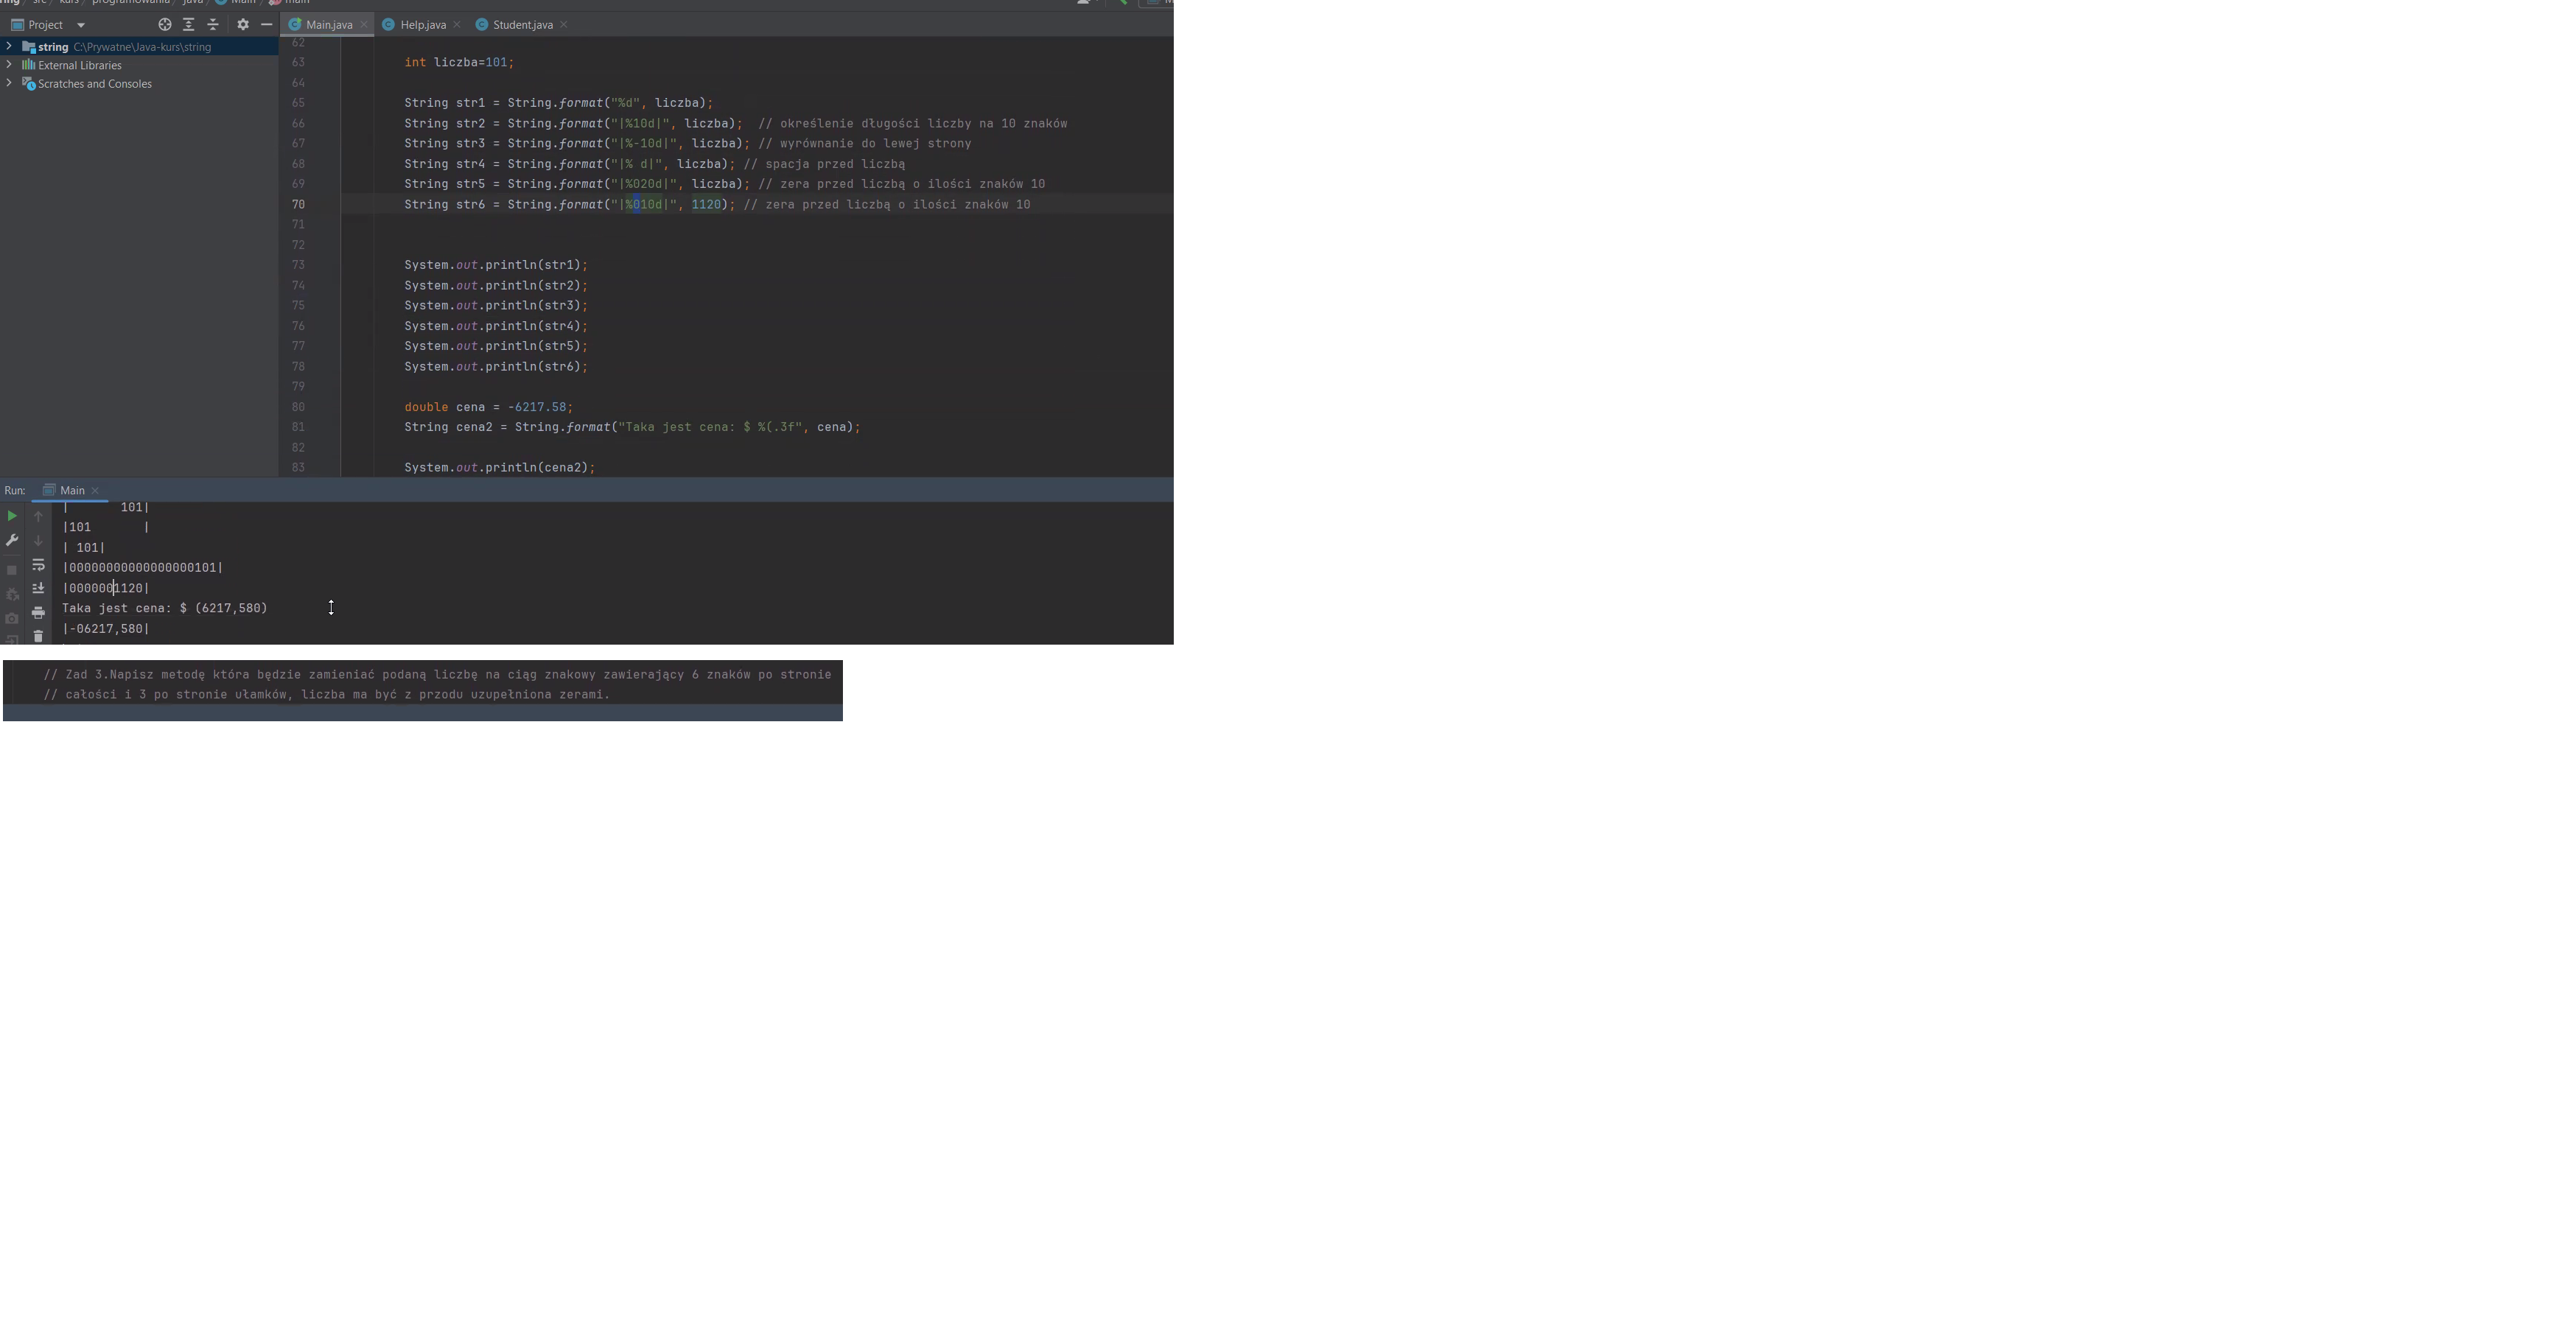 ring src kurs programowania java Main main
Project
Main.java Help.java Student.java
string C:\Prywatne\Java-kurs\string
External Libraries
Scratches and Consoles
62
63 int liczba=101;
64
65 String str1 = String.format("%d", liczba);
66 String str2 = String.format("|%10d|", liczba);  // określenie długości liczby na 10 znaków
67 String str3 = String.format("|%-10d|", liczba); // wyrównanie do lewej strony
68 String str4 = String.format("|% d|", liczba); // spacja przed liczbą
69 String str5 = String.format("|%020d|", liczba); // zera przed liczbą o ilości znaków 10
70 String str6 = String.format("|%010d|", 1120); // zera przed liczbą o ilości znaków 10
71
72
73 System.out.println(str1);
74 System.out.println(str2);
75 System.out.println(str3);
76 System.out.println(str4);
77 System.out.println(str5);
78 System.out.println(str6);
79
80 double cena = -6217.58;
81 String cena2 = String.format("Taka jest cena: $ %(.3f", cena);
82
83 System.out.println(cena2);
Run: Main
|       101|
|101       |
| 101|
|00000000000000000101|
|0000001120|
Taka jest cena: $ (6217,580)
|-06217,580|
// Zad 3.Napisz metodę która będzie zamieniać podaną liczbę na ciąg znakowy zawierający 6 znaków po stronie
// całości i 3 po stronie ułamków, liczba ma być z przodu uzupełniona zerami.